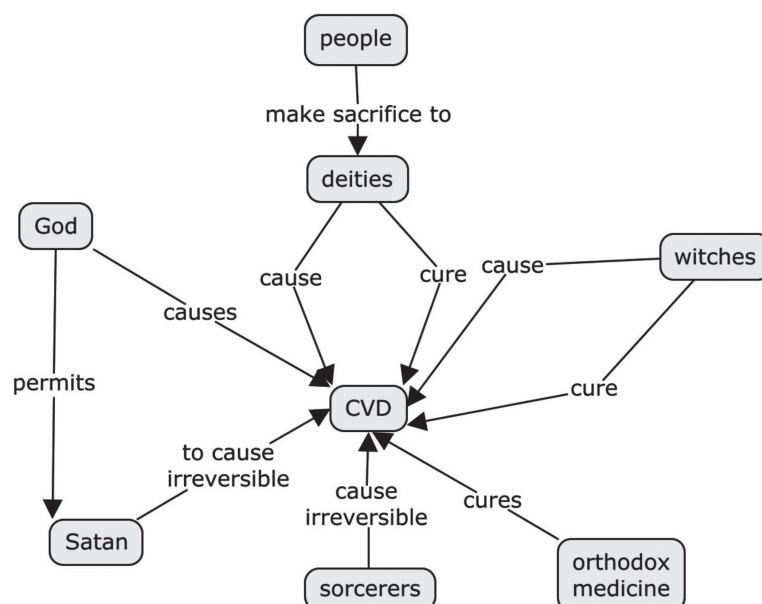 people
make sacrifice to
deities
God
witches
cause
cure
cause
causes
permits
cure
CVD
to cause
irreversible
cause
irreversible
cures
Satan
orthodox
medicine
sorcerers